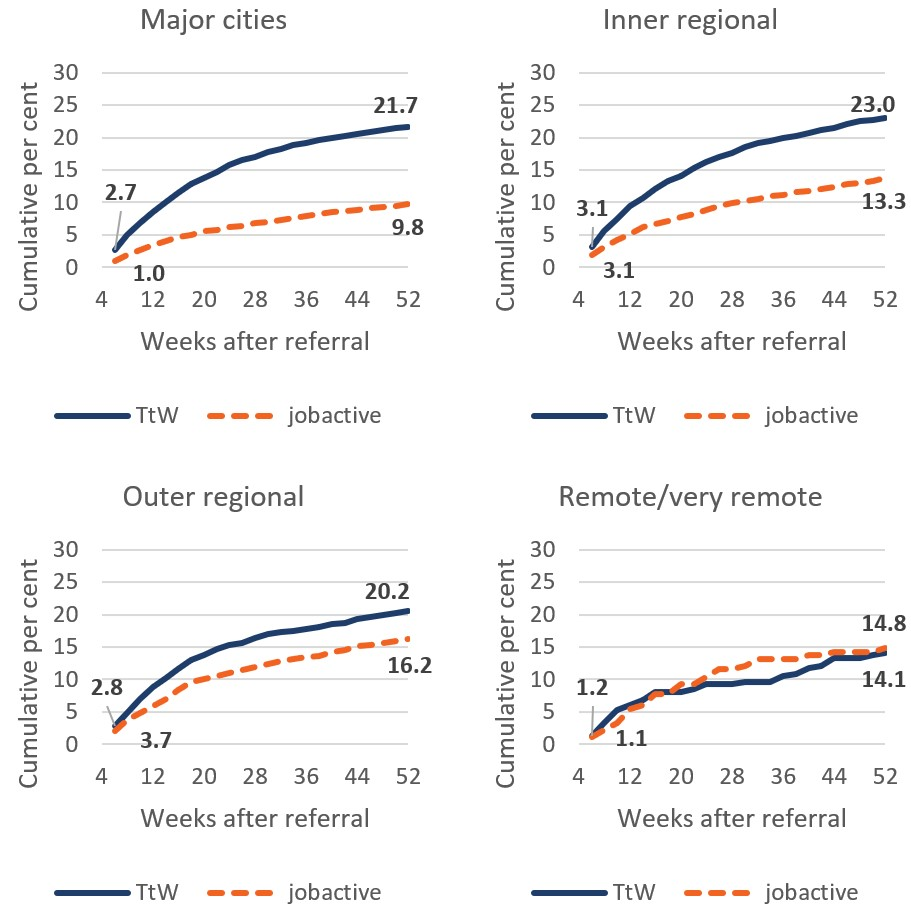 Major cities
Cumulative per cent
30
25
20
15
10
5
0
21.7
2.7
9.8
1.0
4 12 20 28 36 44 52
Weeks after referral
TtW jobactive
Inner regional
Cumulative per cent
30
25
20
15
10
5
0
23.0
3.1
13.3
3.1
4 12 20 28 36 44 52
Weeks after referral
TtW jobactive
Outer regional
Cumulative per cent
30
25
20
15
10
5
0
20.2
2.8
16.2
3.7
4 12 20 28 36 44 52
Weeks after referral
TtW jobactive
Remote/very remote
Cumulative per cent
30
25
20
15
10
5
0
14.8
1.2
14.1
1.1
4 12 20 28 36 44 52
Weeks after referral
TtW jobactive